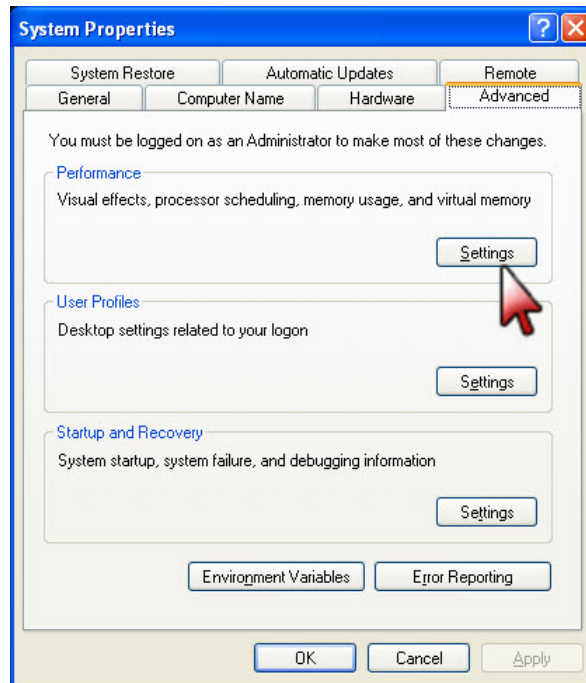 System Properties
System Restore Automatic Updates Remote
General Computer Name Hardware Advanced
You must be logged on as an Administrator to make most of these changes.
Performance
Visual effects, processor scheduling, memory usage, and virtual memory
Settings
User Profiles
Desktop settings related to your logon
Settings
Startup and Recovery
System startup, system failure, and debugging information
Settings
Environment Variables Error Reporting
OK Cancel Apply